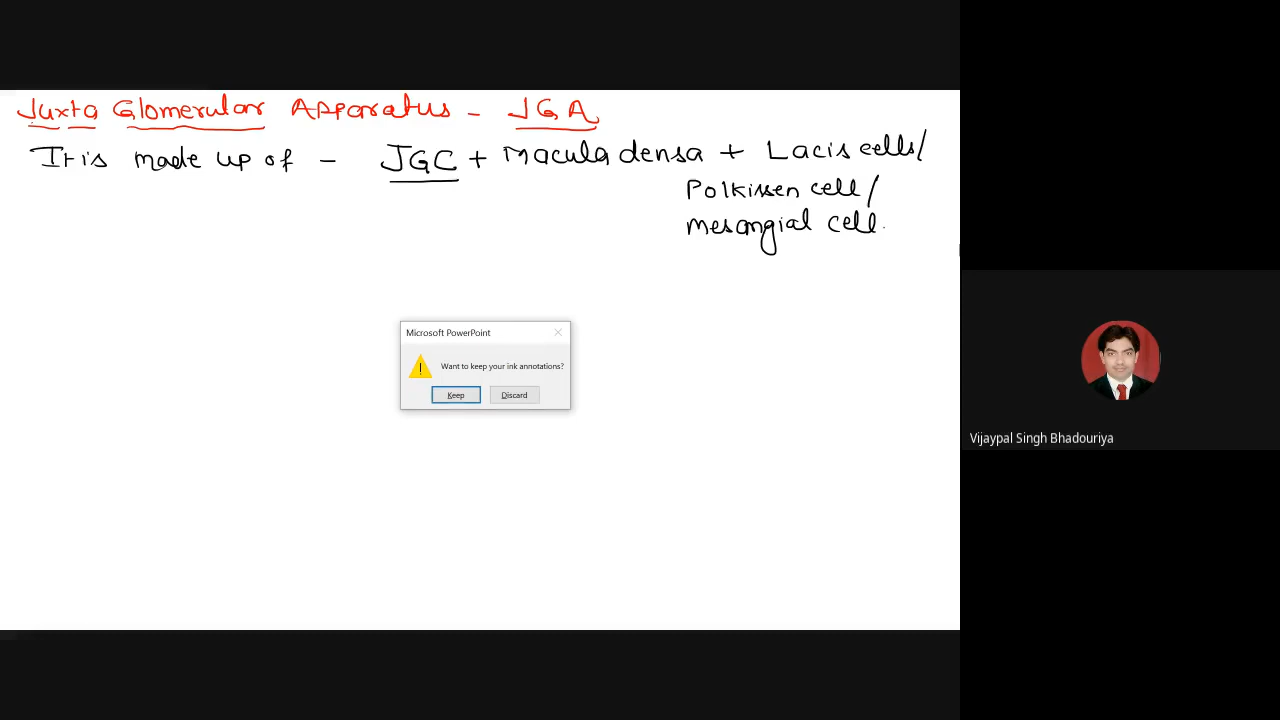 Juxta Glomerular Apparatus - JGA
It is made up of - JGC + Macula densa + Lacis cells/
Polkissen cell/
mesangial cell.
Microsoft PowerPoint
Want to keep your ink annotations?
Keep Discard
Vijaypal Singh Bhadouriya